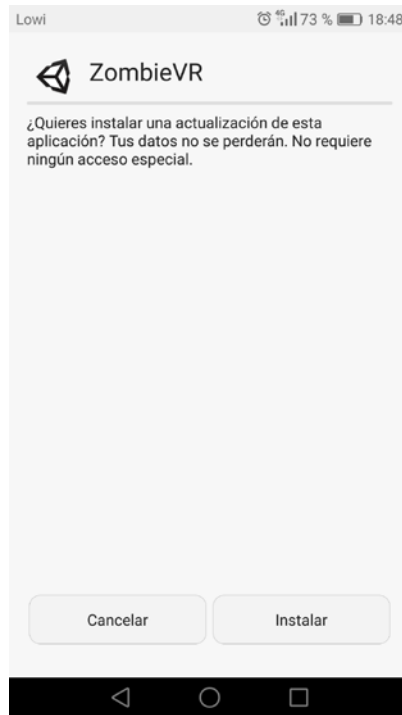 Lowi 4G 73 % 18:48
ZombieVR
¿Quieres instalar una actualización de esta
aplicación? Tus datos no se perderán. No requiere
ningún acceso especial.
Cancelar Instalar